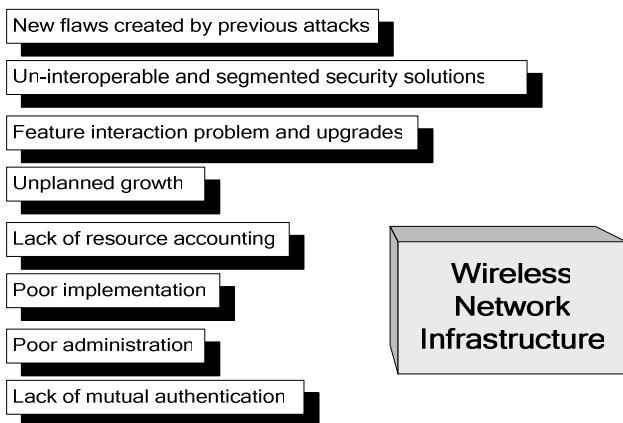 New flaws created by previous attacks
Un-interoperable and segmented security solutions
Feature interaction problem and upgrades
Unplanned growth
Lack of resource accounting
Poor implementation
Poor administration
Lack of mutual authentication
Wireless
Network
Infrastructure